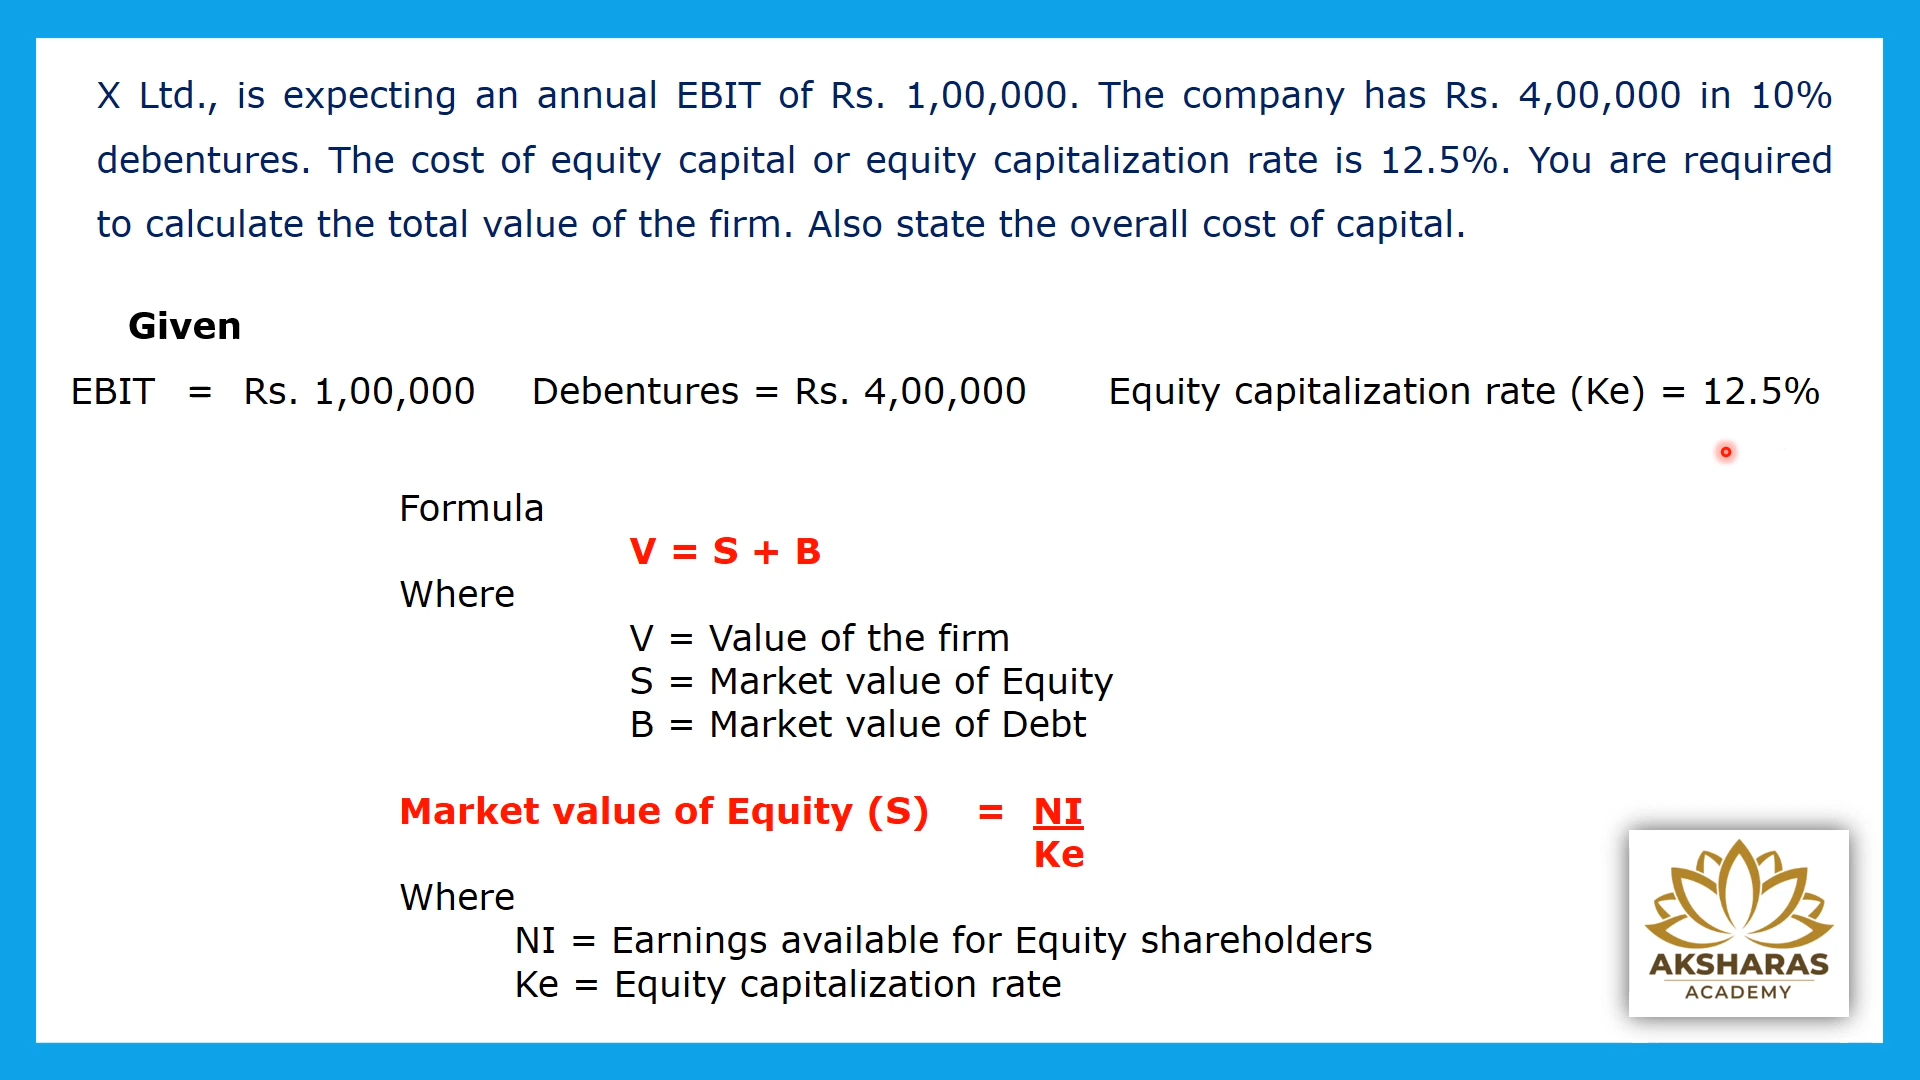 X Ltd., is expecting an annual EBIT of Rs. 1,00,000. The company has Rs. 4,00,000 in 10%
debentures. The cost of equity capital or equity capitalization rate is 12.5%. You are required
to calculate the total value of the firm. Also state the overall cost of capital.
Given
EBIT = Rs. 1,00,000 Debentures = Rs. 4,00,000 Equity capitalization rate (Ke) = 12.5%
Formula
V = S + B
Where
V = Value of the firm
S = Market value of Equity
B = Market value of Debt
Market value of Equity (S) = NI
Ke
Where
NI = Earnings available for Equity shareholders
Ke = Equity capitalization rate
AKSHARAS
ACADEMY